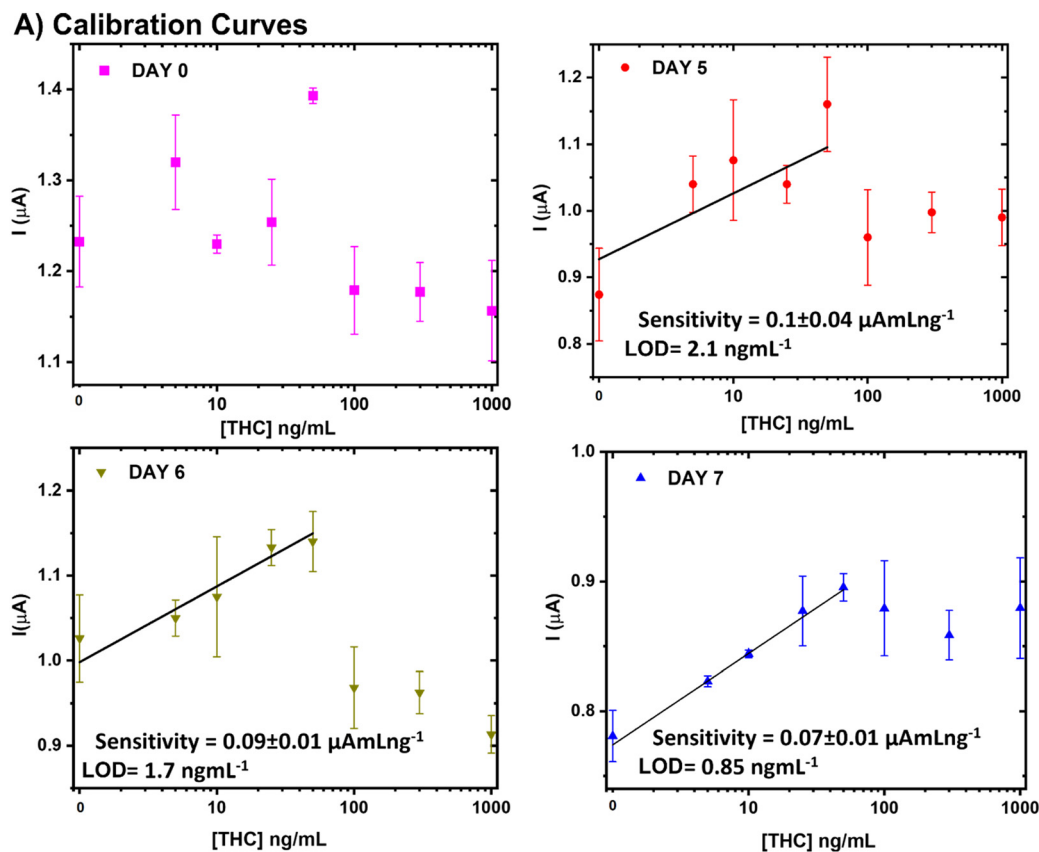 A) Calibration Curves
DAY 0
1.4
1.3
1.2
1.1
I (μA)
0
10
100
1000
[THC] ng/mL
DAY 5
1.2
1.1
1.0
0.9
0.8
I (μA)
Sensitivity = 0.1±0.04 μAmLng⁻¹
LOD= 2.1 ngmL⁻¹
0
10
100
1000
[THC] ng/mL
DAY 6
1.2
1.1
1.0
0.9
I(μA)
Sensitivity = 0.09±0.01 μAmLng⁻¹
LOD= 1.7 ngmL⁻¹
0
10
100
1000
[THC] ng/mL
DAY 7
1.0
0.9
0.8
I (μA)
Sensitivity = 0.07±0.01 μAmLng⁻¹
LOD= 0.85 ngmL⁻¹
0
10
100
1000
[THC] ng/mL